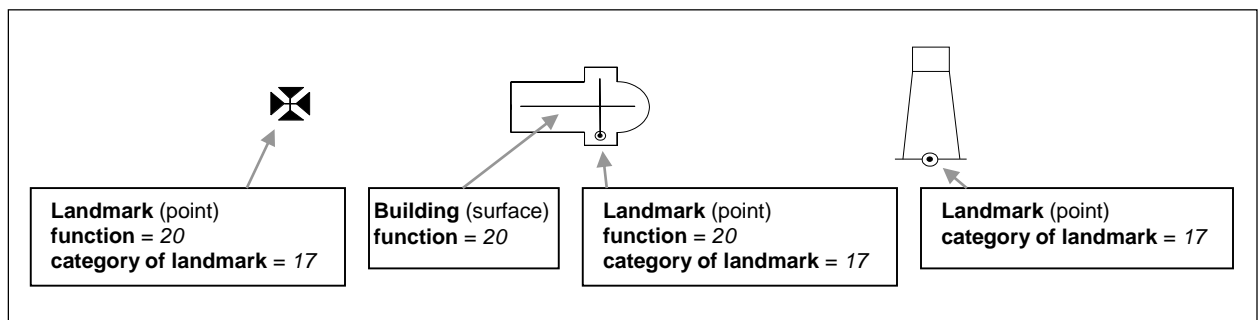 Landmark (point)
function = 20
category of landmark = 17
Building (surface)
function = 20
Landmark (point)
function = 20
category of landmark = 17
Landmark (point)
category of landmark = 17